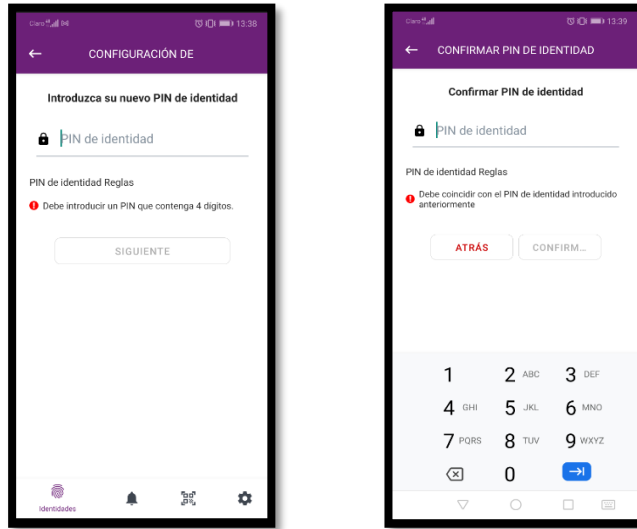 Claro 13:38
CONFIGURACIÓN DE
Introduzca su nuevo PIN de identidad
PIN de identidad
PIN de identidad Reglas
Debe introducir un PIN que contenga 4 dígitos.
SIGUIENTE
Identidades
Claro 13:39
CONFIRMAR PIN DE IDENTIDAD
Confirmar PIN de identidad
PIN de identidad
PIN de identidad Reglas
Debe coincidir con el PIN de identidad introducido
anteriormente
ATRÁS CONFIRM...
1 2 ABC 3 DEF
4 GHI 5 JKL 6 MNO
7 PQRS 8 TUV 9 WXYZ
0